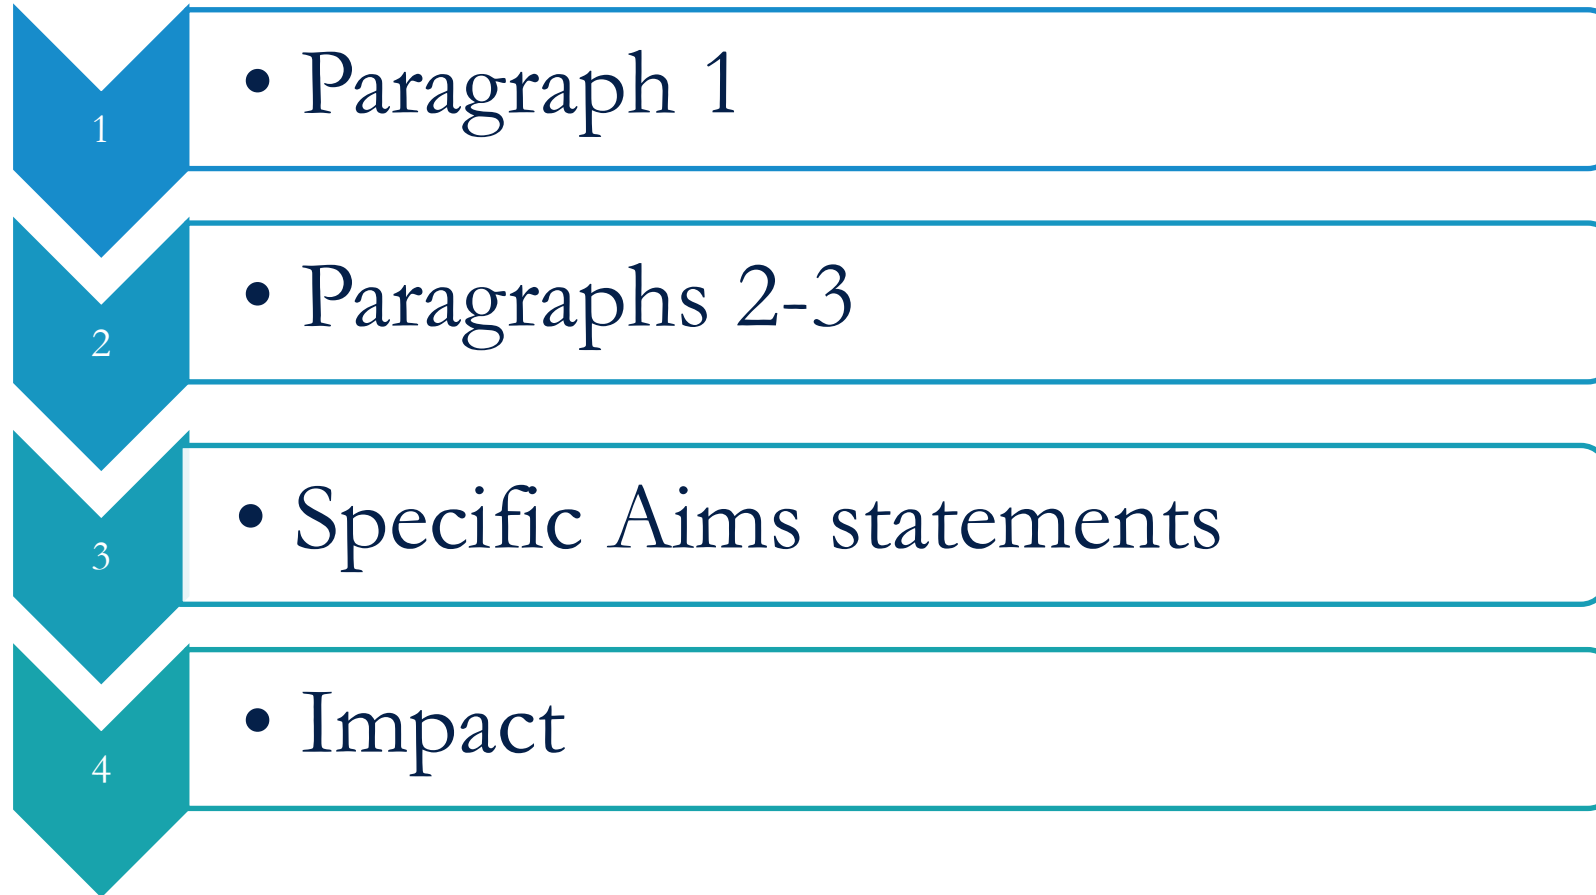 1
• Paragraph 1
2
• Paragraphs 2-3
3
• Specific Aims statements
4
• Impact